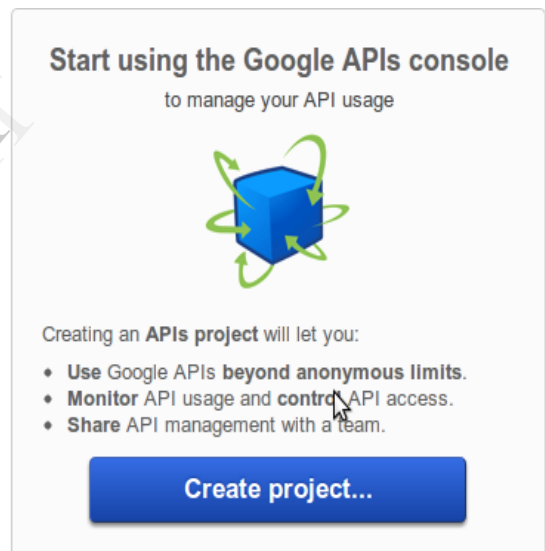 Start using the Google APIs console
to manage your API usage
Creating an APIs project will let you:
• Use Google APIs beyond anonymous limits.
• Monitor API usage and control API access.
• Share API management with a team.
Create project...